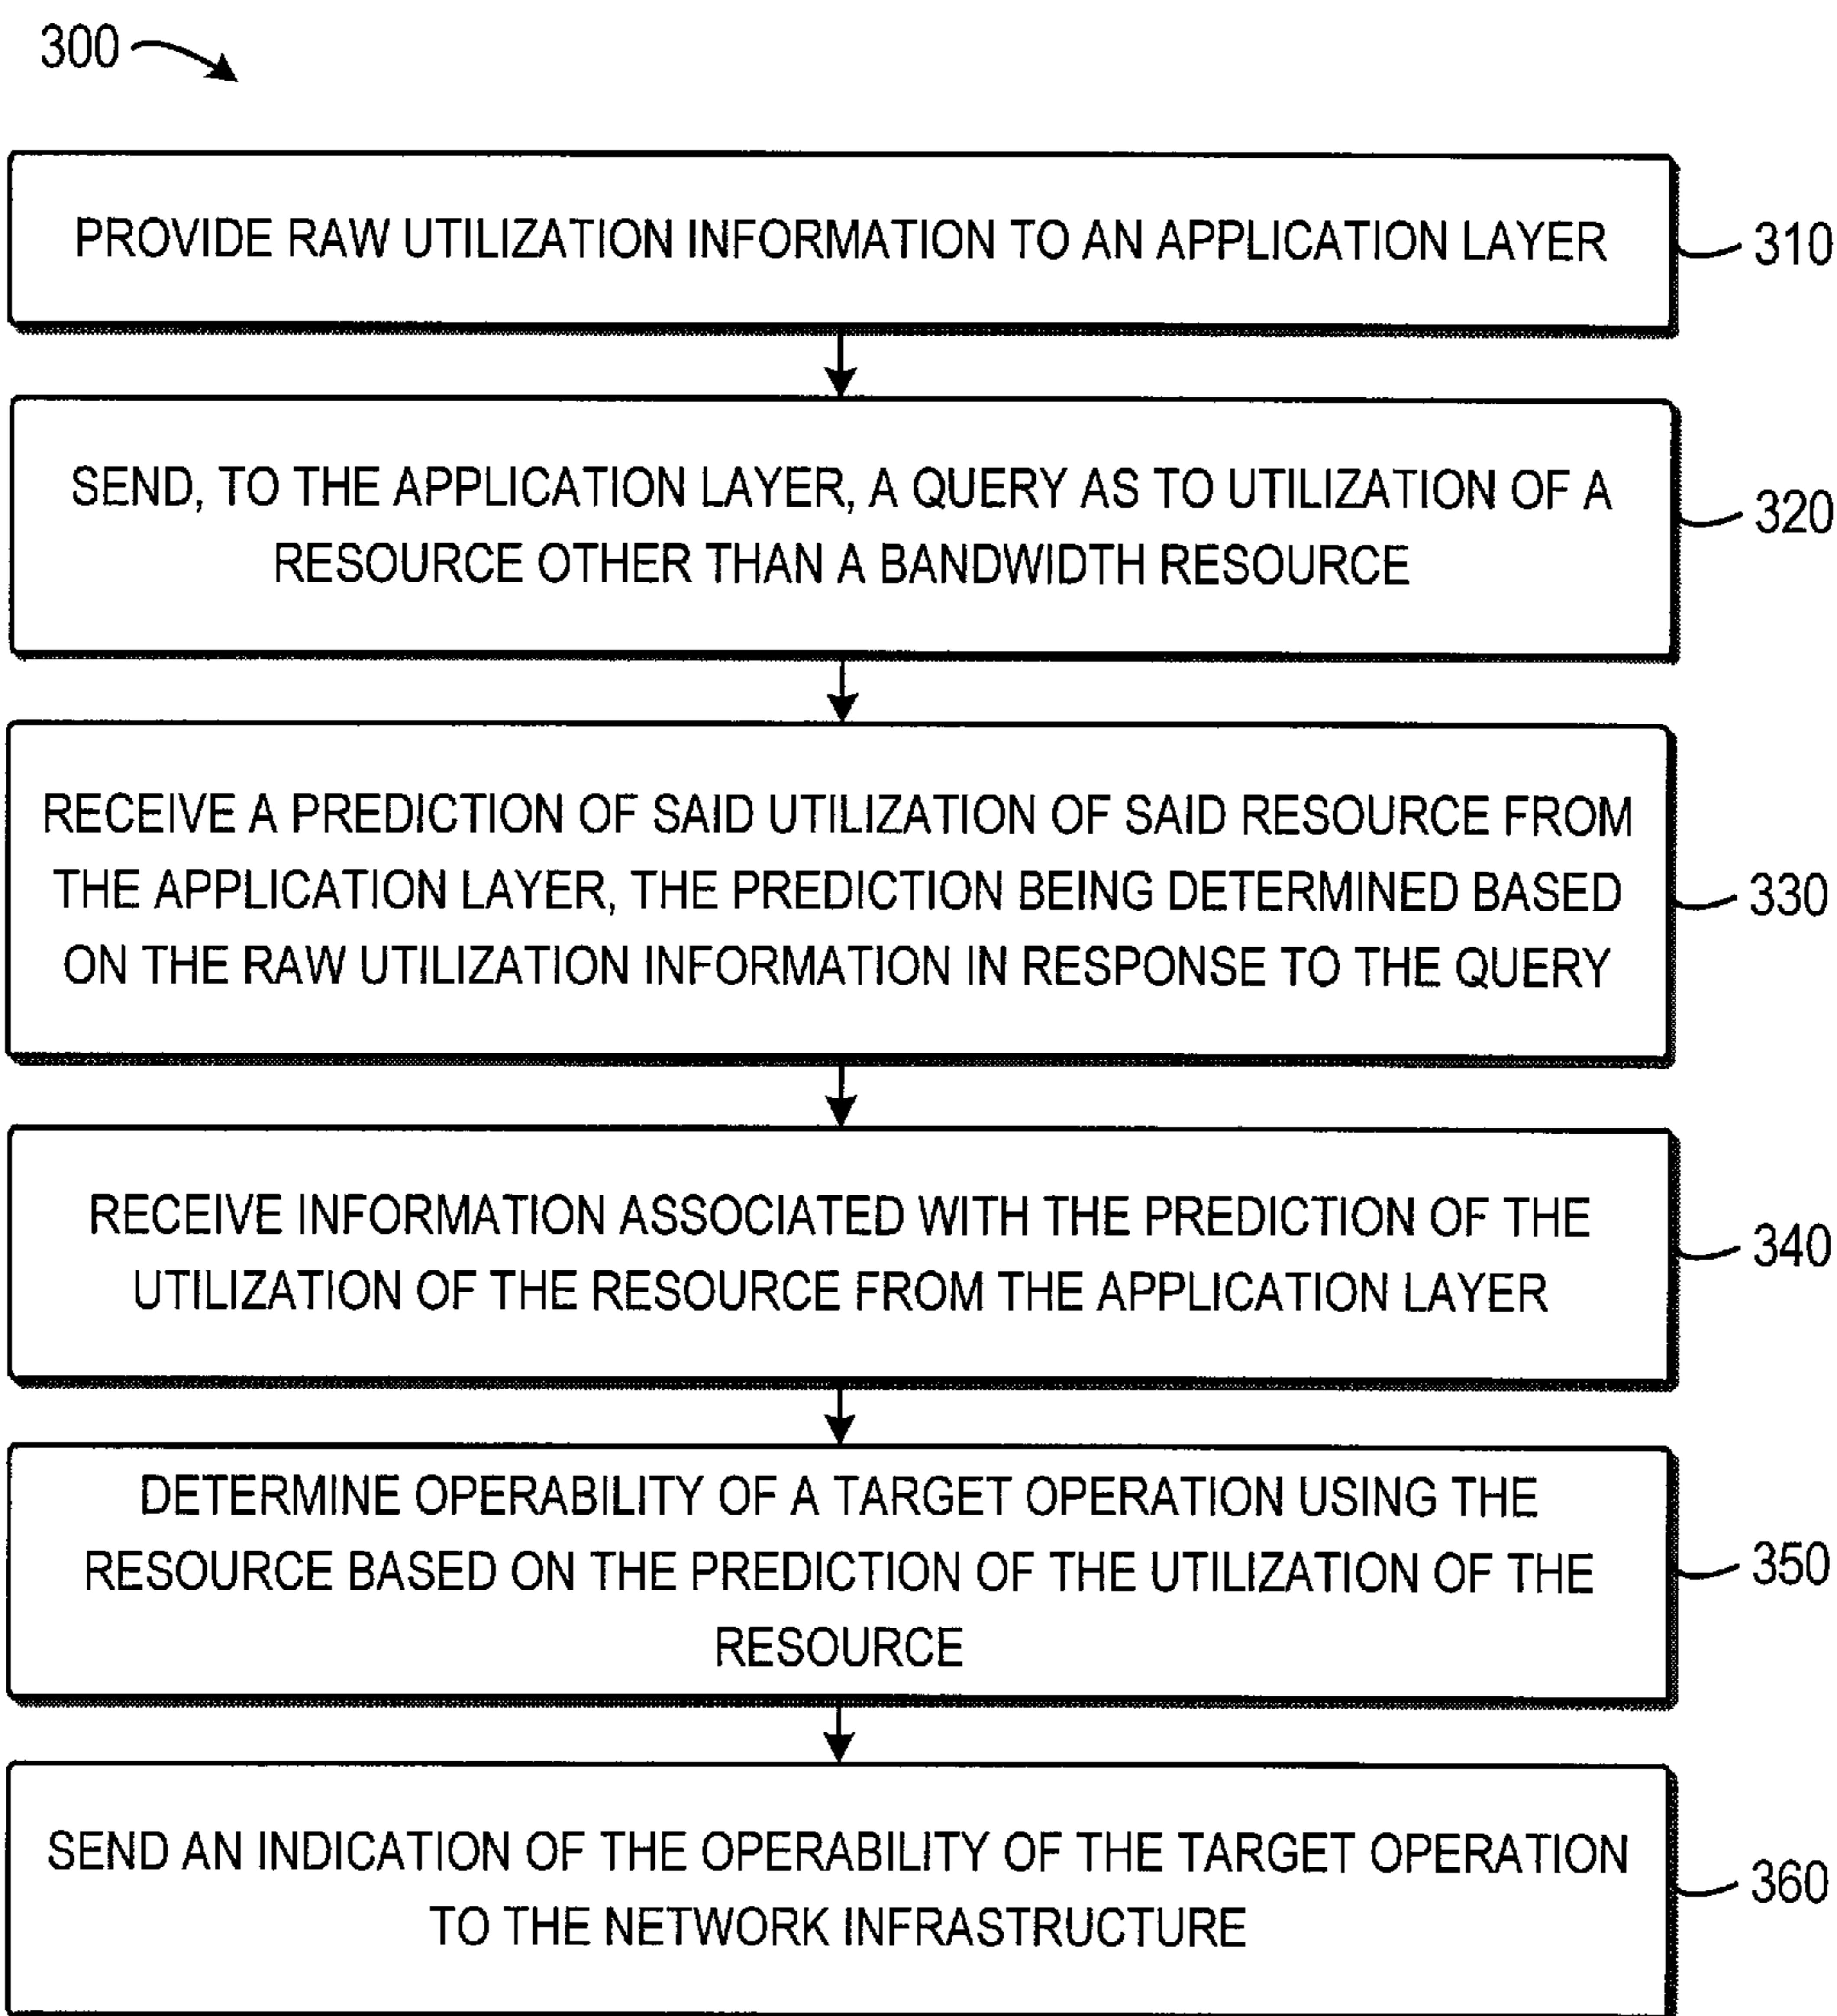 300
PROVIDE RAW UTILIZATION INFORMATION TO AN APPLICATION LAYER
310
SEND, TO THE APPLICATION LAYER, A QUERY AS TO UTILIZATION OF A
RESOURCE OTHER THAN A BANDWIDTH RESOURCE
320
RECEIVE A PREDICTION OF SAID UTILIZATION OF SAID RESOURCE FROM
THE APPLICATION LAYER, THE PREDICTION BEING DETERMINED BASED
ON THE RAW UTILIZATION INFORMATION IN RESPONSE TO THE QUERY
330
RECEIVE INFORMATION ASSOCIATED WITH THE PREDICTION OF THE
UTILIZATION OF THE RESOURCE FROM THE APPLICATION LAYER
340
DETERMINE OPERABILITY OF A TARGET OPERATION USING THE
RESOURCE BASED ON THE PREDICTION OF THE UTILIZATION OF THE
RESOURCE
350
SEND AN INDICATION OF THE OPERABILITY OF THE TARGET OPERATION
TO THE NETWORK INFRASTRUCTURE
360